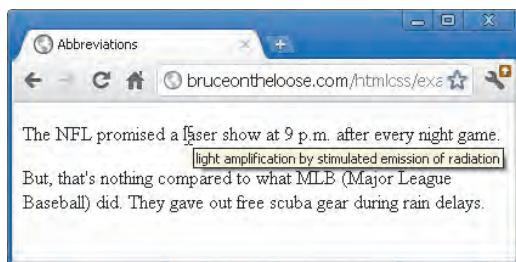 Abbreviations
bruceontheloose.com/htmlcss/exa
The NFL promised a laser show at 9 p.m. after every night game.
light amplification by stimulated emission of radiation
But, that's nothing compared to what MLB (Major League
Baseball) did. They gave out free scuba gear during rain delays.